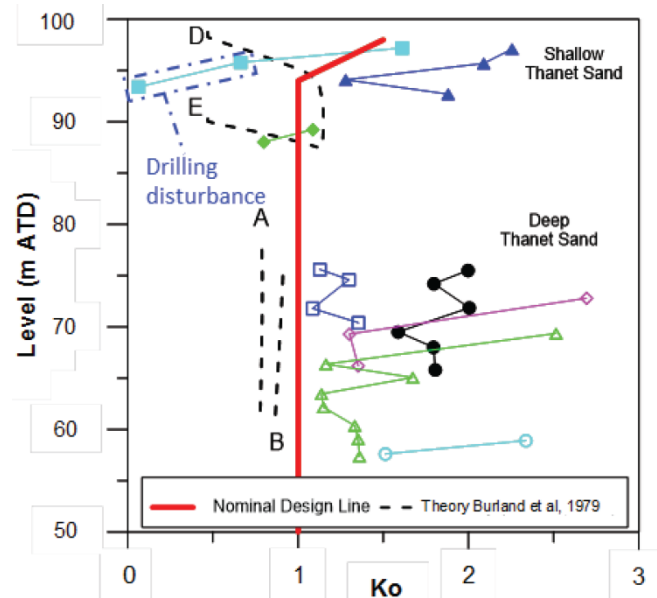 100
90
80
70
60
50
Level (m ATD)
D
E
Drilling
disturbance
A
B
Shallow
Thanet Sand
Deep
Thanet Sand
Nominal Design Line
Theory Burland et al, 1979
0
1
2
3
Ko